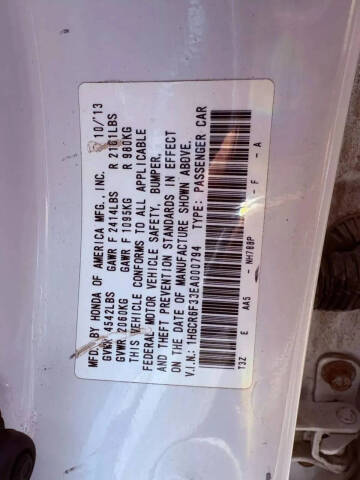 MFD. BY HONDA OF AMERICA MFG., INC. 10/13
GVWR 4542LBS GAWR F 2414LBS R 2161LBS
GVWR 2060KG GAWR F 1095KG R 980KG
THIS VEHICLE CONFORMS TO ALL APPLICABLE
FEDERAL MOTOR VEHICLE SAFETY, BUMPER,
AND THEFT PREVENTION STANDARDS IN EFFECT
ON THE DATE OF MANUFACTURE SHOWN ABOVE.
V.I.N.: 1HGCR6F33EA000794 TYPE: PASSENGER CAR
T3Z E AA5 - NH788P - F - A